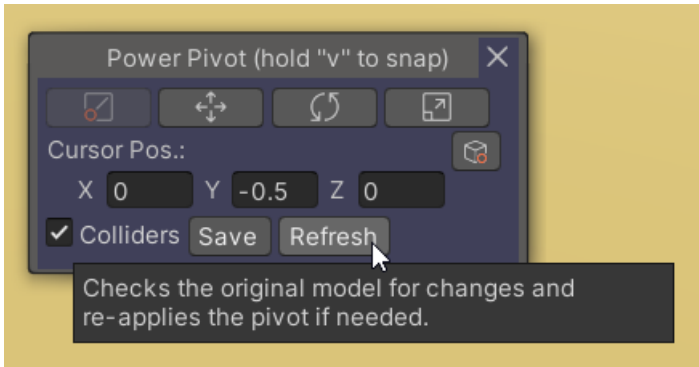 Power Pivot (hold "v" to snap)
Cursor Pos.:
X 0 Y -0.5 Z 0
Colliders Save Refresh
Checks the original model for changes and
re-applies the pivot if needed.